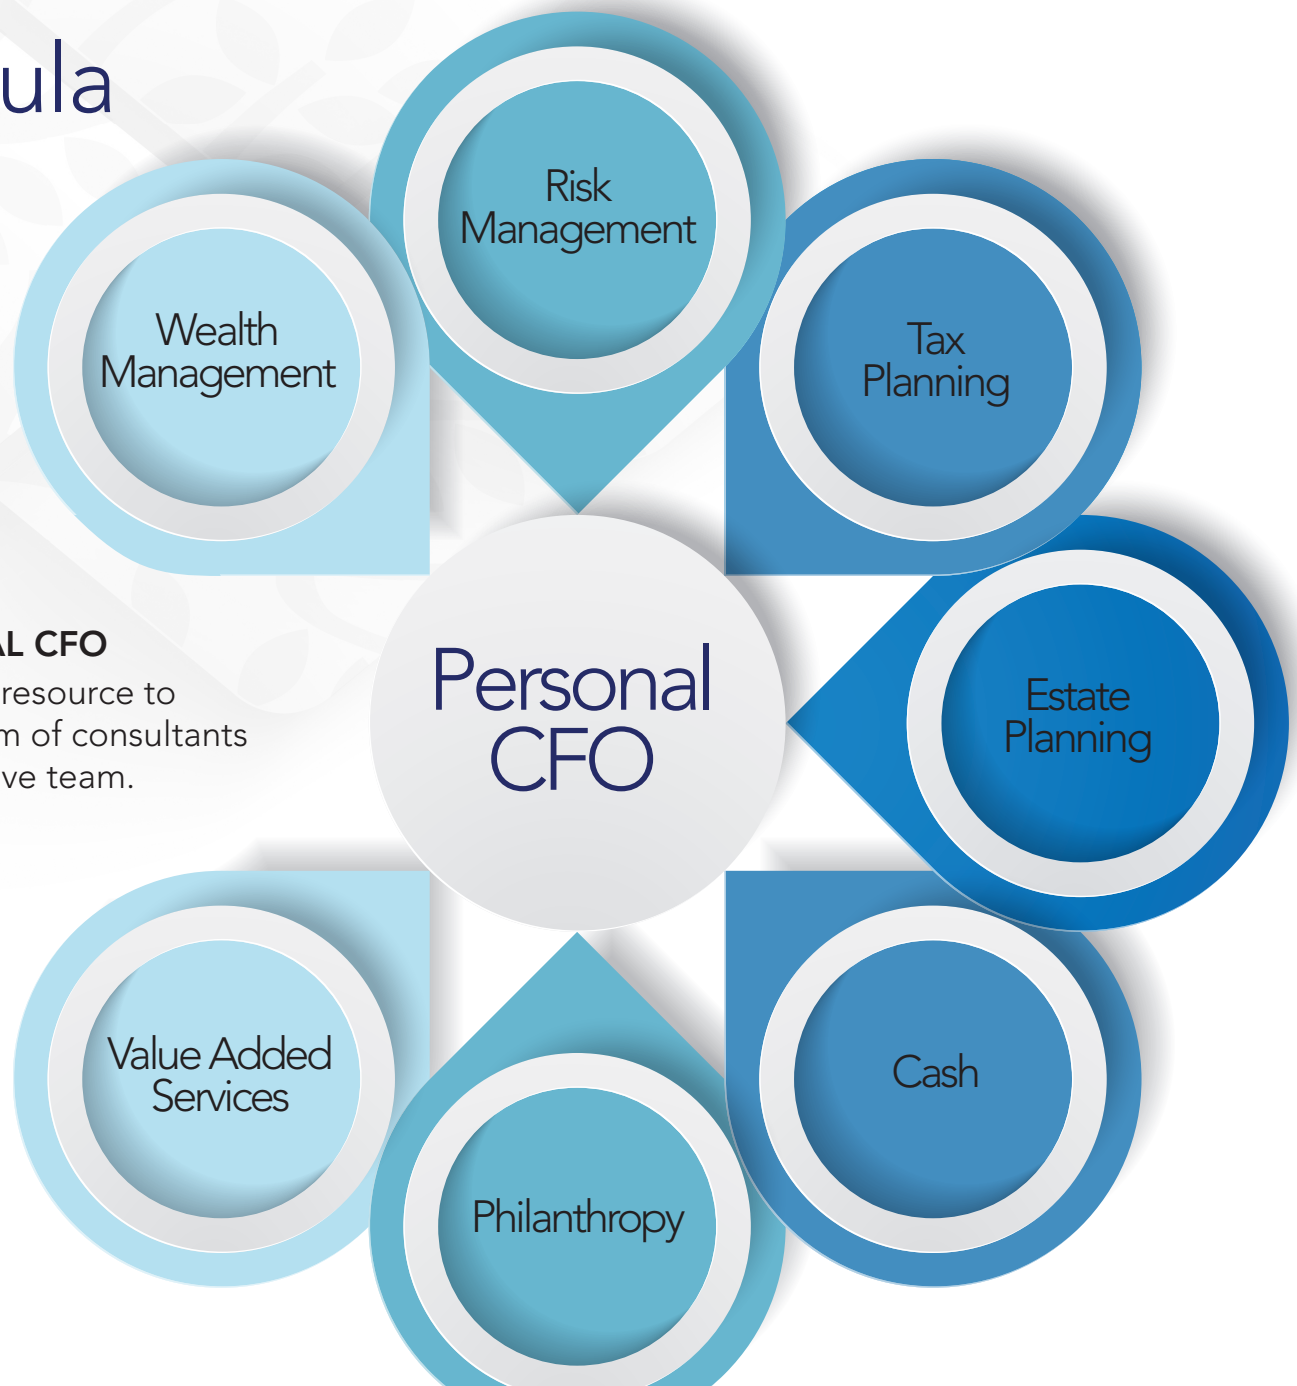 ula
Risk
Management
Wealth
Management
Tax
Planning
AL CFO
resource to
m of consultants
ve team.
Personal
CFO
Estate
Planning
Value Added
Services
Cash
Philanthropy